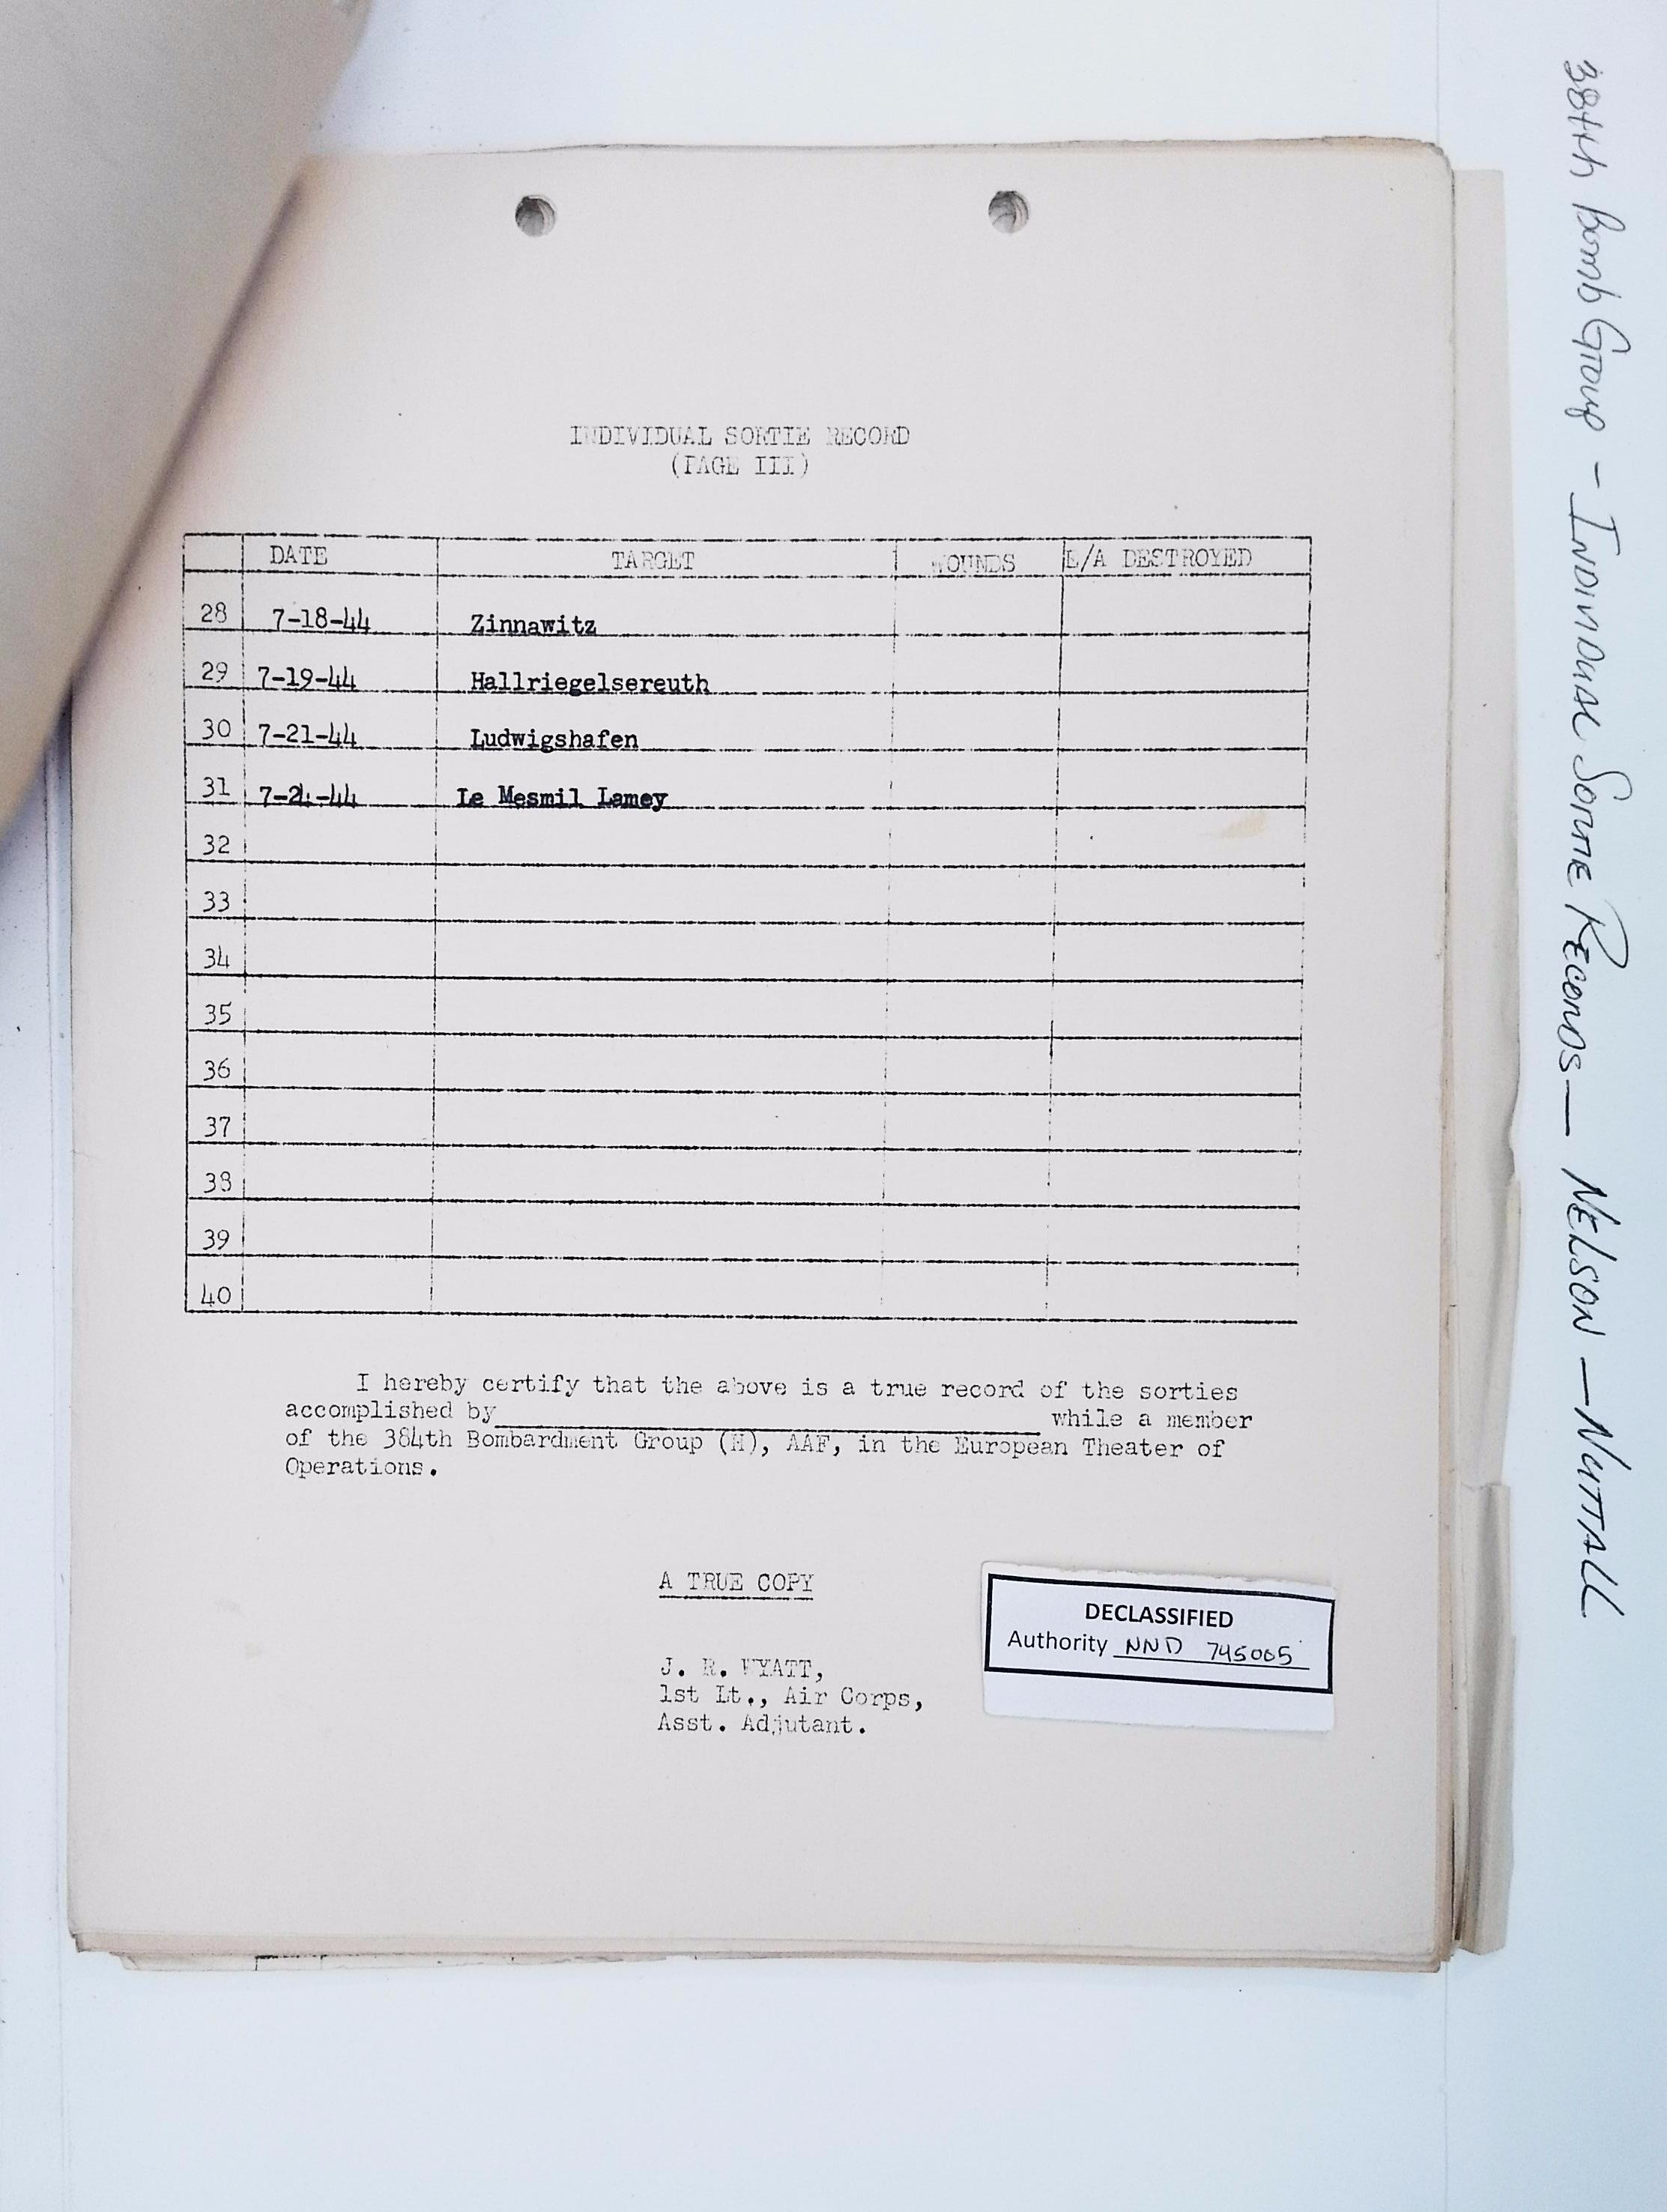 INDIVIDUAL SORTIE RECORD
(PAGE III)
DATE TARGET WOUNDS E/A DESTROYED
28 7-18-44 Zinnawitz
29 7-19-44 Hallriegelsereuth
30 7-21-44 Ludwigshafen
31 7-24-44 Le Mesmil Lamey
32
33
34
35
36
37
38
39
40
I hereby certify that the above is a true record of the sorties
accomplished by while a member
of the 384th Bombardment Group (H), AAF, in the European Theater of
Operations.
A TRUE COPY
J. R. WYATT,
1st Lt., Air Corps,
Asst. Adjutant.
DECLASSIFIED
Authority NND 745005
384th Bomb Group - Individual Sortie Records — NELSON — NUTTALL